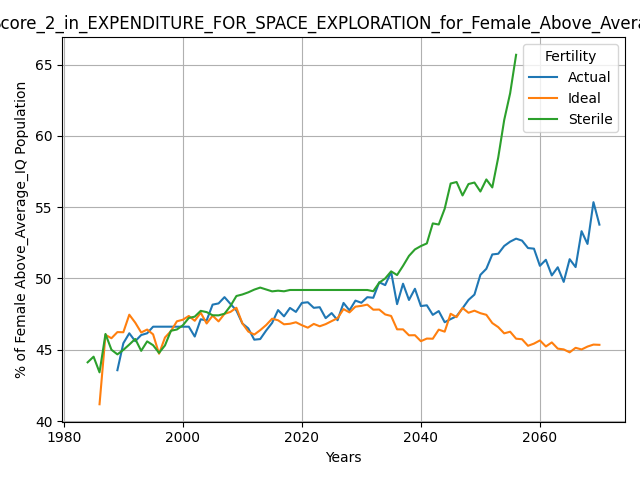 core_2_in_EXPENDITURE_FOR_SPACE_EXPLORATION_for_Female_Above_Avera
% of Female Above_Average_IQ Population
65
60
55
50
45
40
1980
2000
2020
2040
2060
Years
Fertility
Actual
Ideal
Sterile